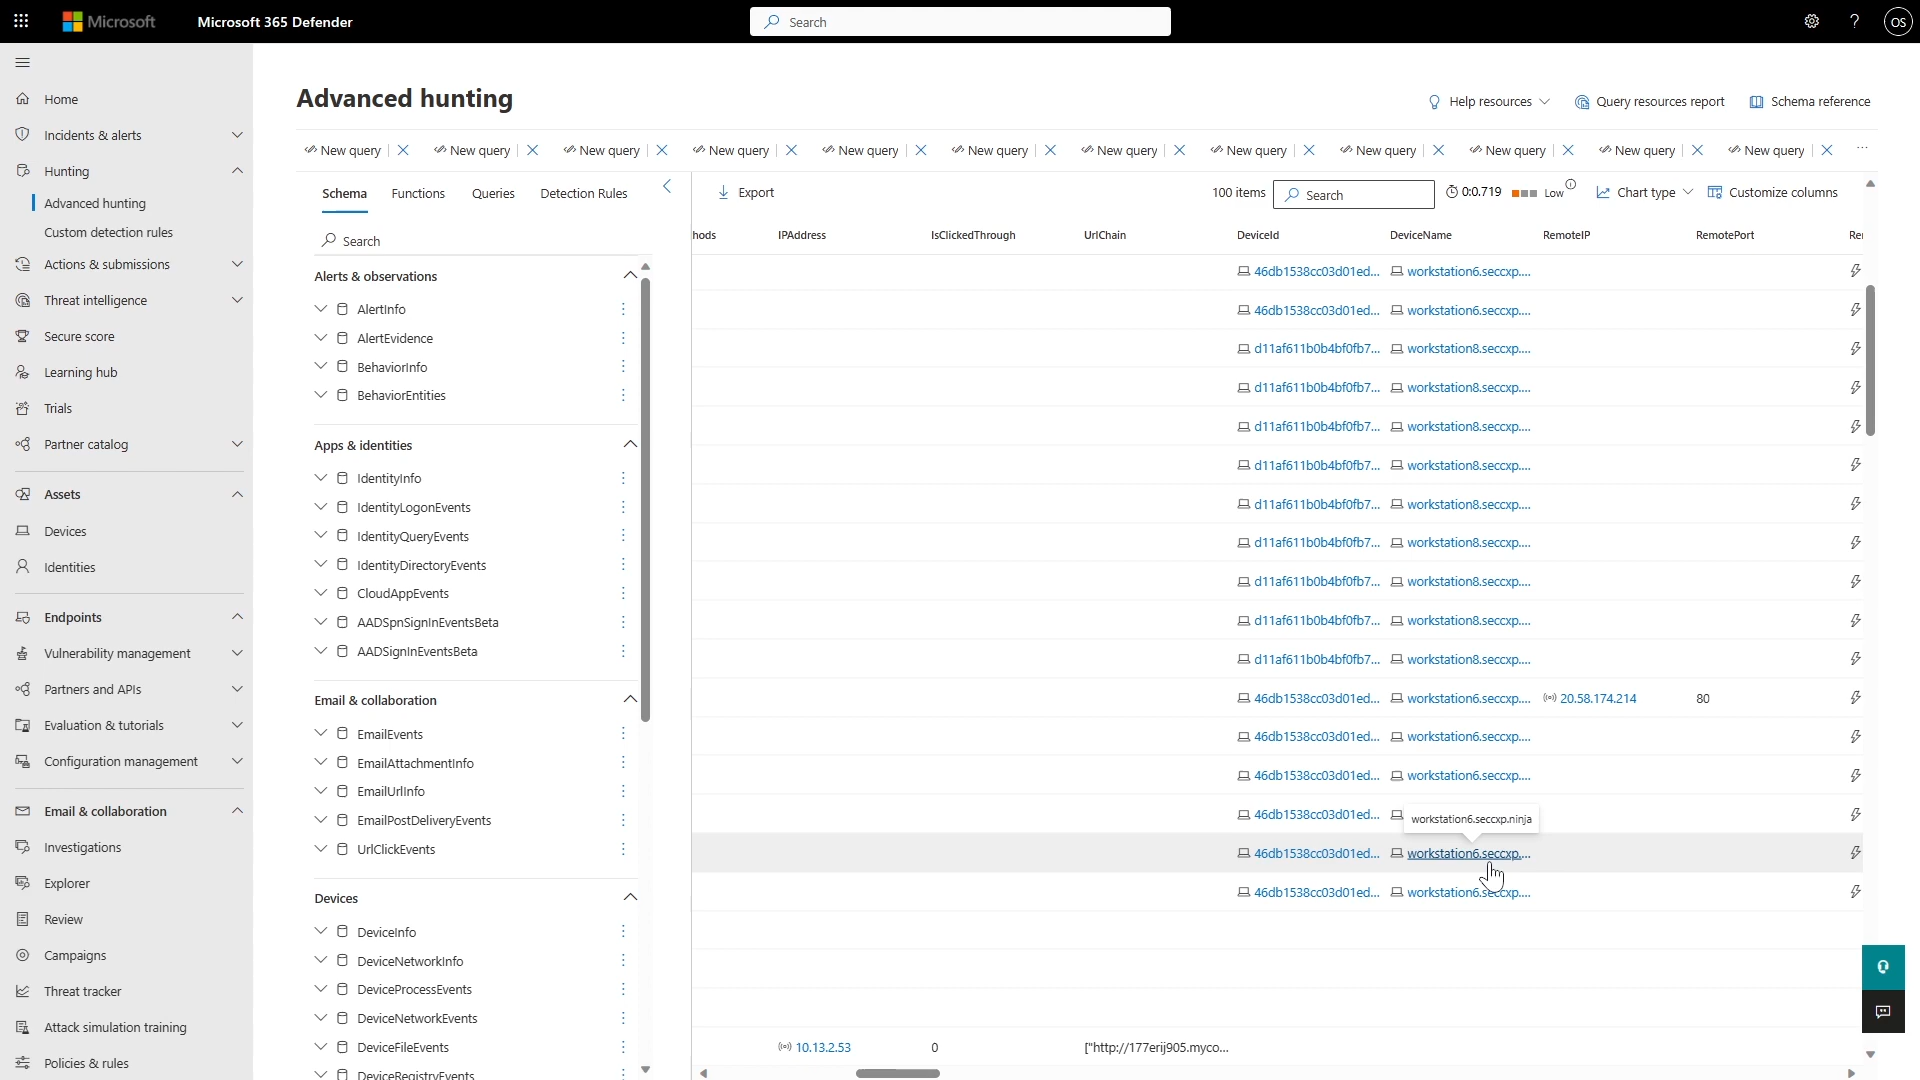 Microsoft
Microsoft 365 Defender
Search
?
OS
Home
Incidents & alerts
Hunting
Advanced hunting
Custom detection rules
Actions & submissions
Threat intelligence
Secure score
Learning hub
Trials
Partner catalog
Assets
Devices
Identities
Endpoints
Vulnerability management
Partners and APIs
Evaluation & tutorials
Configuration management
Email & collaboration
Investigations
Explorer
Review
Campaigns
Threat tracker
Attack simulation training
Policies & rules
Advanced hunting
Help resources
Query resources report
Schema reference
New query
New query
New query
New query
New query
New query
New query
New query
New query
New query
New query
New query
Schema
Functions
Queries
Detection Rules
Search
Alerts & observations
AlertInfo
AlertEvidence
BehaviorInfo
BehaviorEntities
Apps & identities
IdentityInfo
IdentityLogonEvents
IdentityQueryEvents
IdentityDirectoryEvents
CloudAppEvents
AADSpnSignInEventsBeta
AADSignInEventsBeta
Email & collaboration
EmailEvents
EmailAttachmentInfo
EmailUrlInfo
EmailPostDeliveryEvents
UrlClickEvents
Devices
DeviceInfo
DeviceNetworkInfo
DeviceProcessEvents
DeviceNetworkEvents
DeviceFileEvents
DeviceRegistryEvents
Export
100 items
Search
0:0.719
Low
Chart type
Customize columns
hods IPAddress IsClickedThrough UrlChain DeviceId DeviceName RemoteIP RemotePort Rei
46db1538cc03d01ed... workstation6.seccxp....
46db1538cc03d01ed... workstation6.seccxp....
d11af611b0b4bf0fb7... workstation8.seccxp....
d11af611b0b4bf0fb7... workstation8.seccxp....
d11af611b0b4bf0fb7... workstation8.seccxp....
d11af611b0b4bf0fb7... workstation8.seccxp....
d11af611b0b4bf0fb7... workstation8.seccxp....
d11af611b0b4bf0fb7... workstation8.seccxp....
d11af611b0b4bf0fb7... workstation8.seccxp....
d11af611b0b4bf0fb7... workstation8.seccxp....
d11af611b0b4bf0fb7... workstation8.seccxp....
46db1538cc03d01ed... workstation6.seccxp.... 20.58.174.214 80
46db1538cc03d01ed... workstation6.seccxp....
46db1538cc03d01ed... workstation6.seccxp....
46db1538cc03d01ed...
workstation6.seccxp.ninja
46db1538cc03d01ed... workstation6.seccxp....
46db1538cc03d01ed... workstation6.seccxp....
10.13.2.53 0 ["http://177erij905.myco...